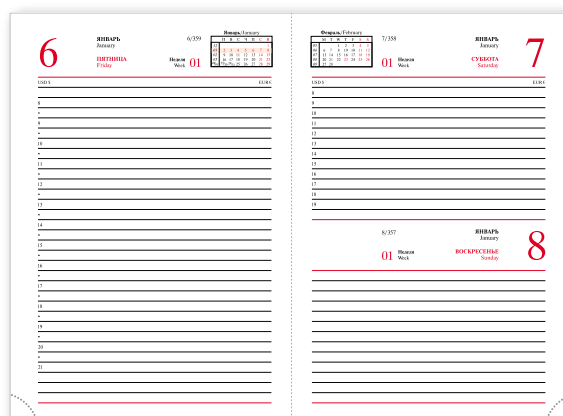 6
ЯНВАРЬ
January
ПЯТНИЦА
Friday
6/359
Неделя
Week
01
Январь/January
USD $ EUR €
8
9
10
11
12
13
14
15
16
17
18
19
20
21
Февраль/February
M T W T F S S
7/358
01
Неделя
Week
ЯНВАРЬ
January
СУББОТА
Saturday
7
USD $ EUR €
8
9
10
11
12
13
14
15
16
17
18
19
8/357
01
Неделя
Week
ЯНВАРЬ
January
ВОСКРЕСЕНЬЕ
Sunday
8